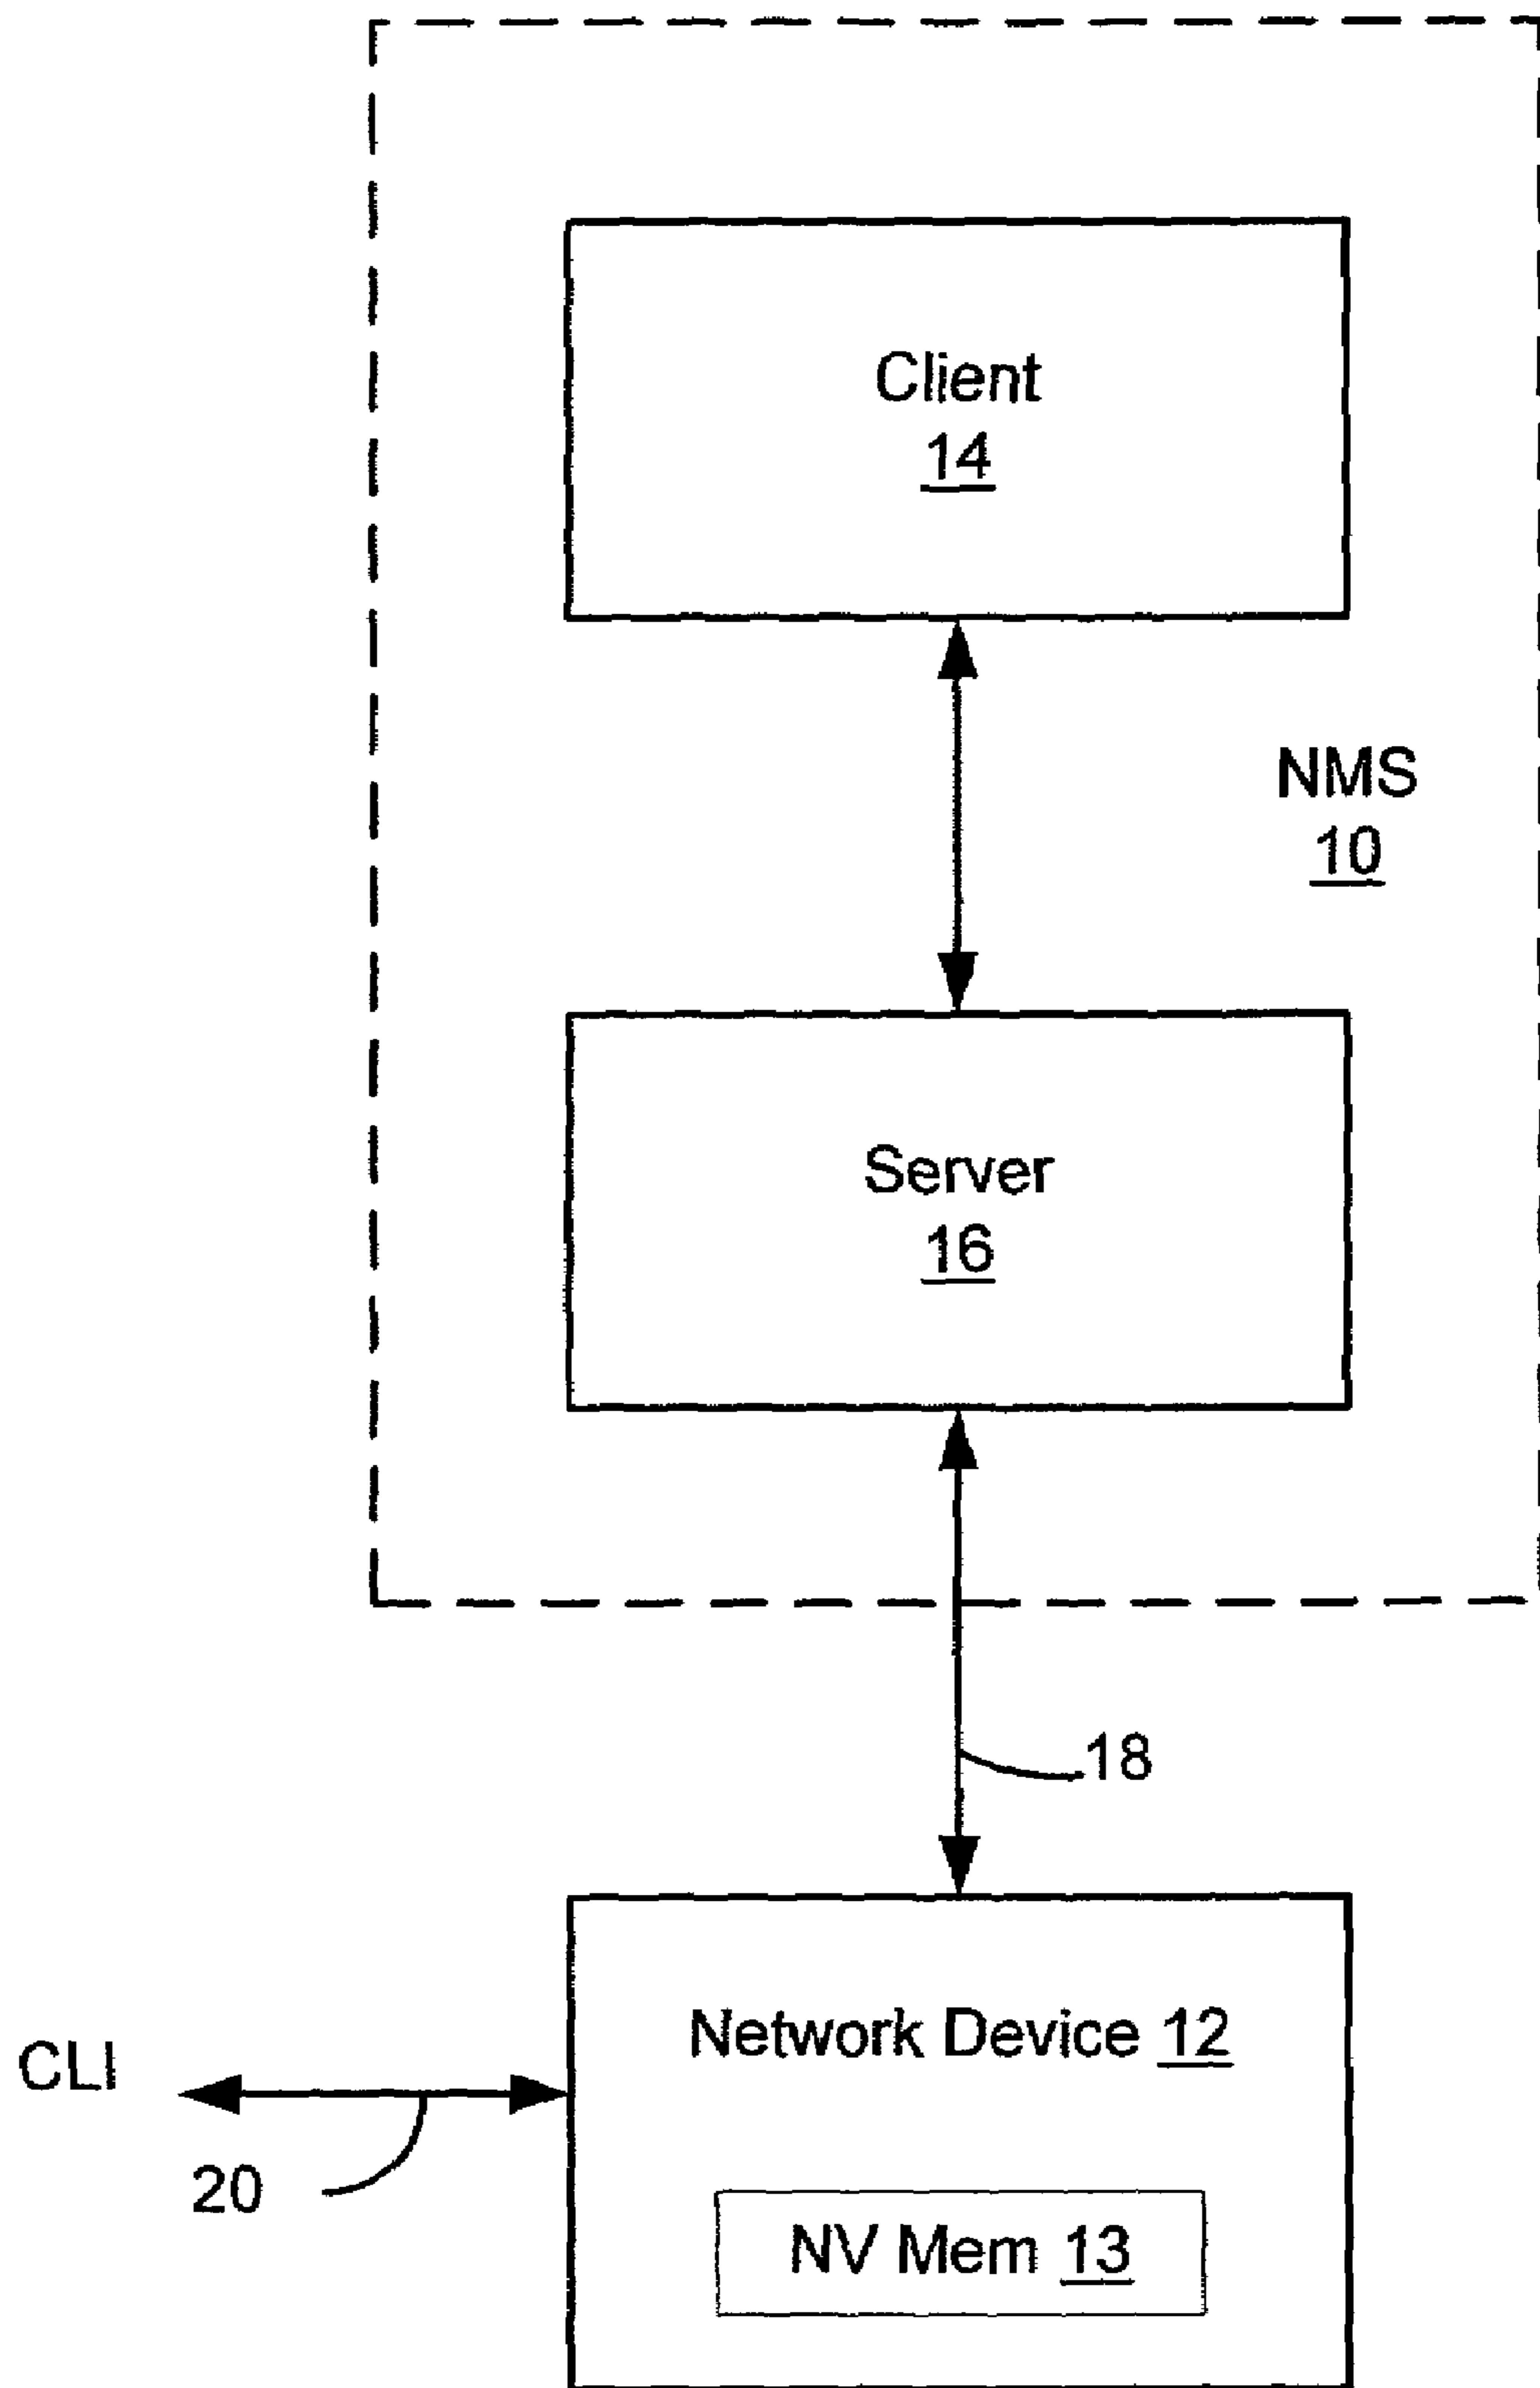 Client
14
NMS
10
Server
16
18
Network Device 12
CLI
20
NV Mem 13